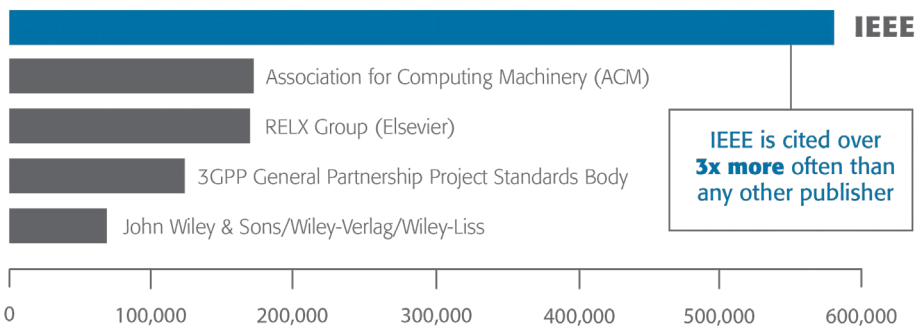 IEEE
Association for Computing Machinery (ACM)
RELX Group (Elsevier)
3GPP General Partnership Project Standards Body
John Wiley & Sons/Wiley-Verlag/Wiley-Liss
IEEE is cited over
3x more often than
any other publisher
0 100,000 200,000 300,000 400,000 500,000 600,000